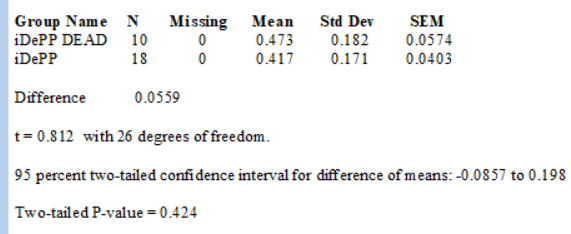 Group Name N Missing Mean Std Dev SEM
iDePP DEAD 10 0 0.473 0.182 0.0574
iDePP 18 0 0.417 0.171 0.0403
Difference 0.0559
t = 0.812 with 26 degrees of freedom.
95 percent two-tailed confidence interval for difference of means: -0.0857 to 0.198
Two-tailed P-value = 0.424